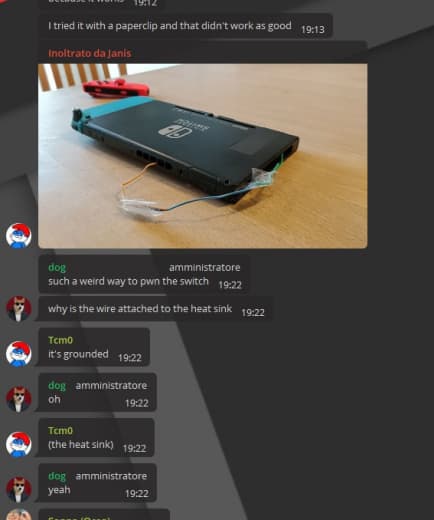 because it works 19:12
I tried it with a paperclip and that didn't work as good 19:13
Inoltrato da Janis
SWITCH
dog amministratore
such a weird way to pwn the switch 19:22
why is the wire attached to the heat sink 19:22
Tcm0
it's grounded 19:22
dog amministratore
oh 19:22
Tcm0
(the heat sink) 19:22
dog amministratore
yeah 19:22